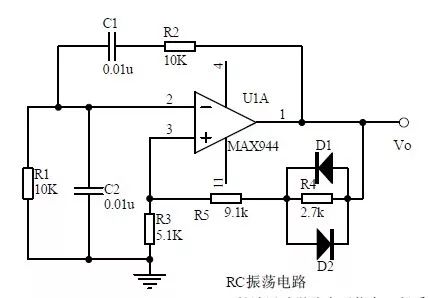 C1
0.01u
R2
10K
4
U1A
2
1
3
MAX944
Vo
D1
R1
10K
C2
0.01u
11
R4
R5
9.1k
2.7k
R3
5.1K
D2
RC振荡电路